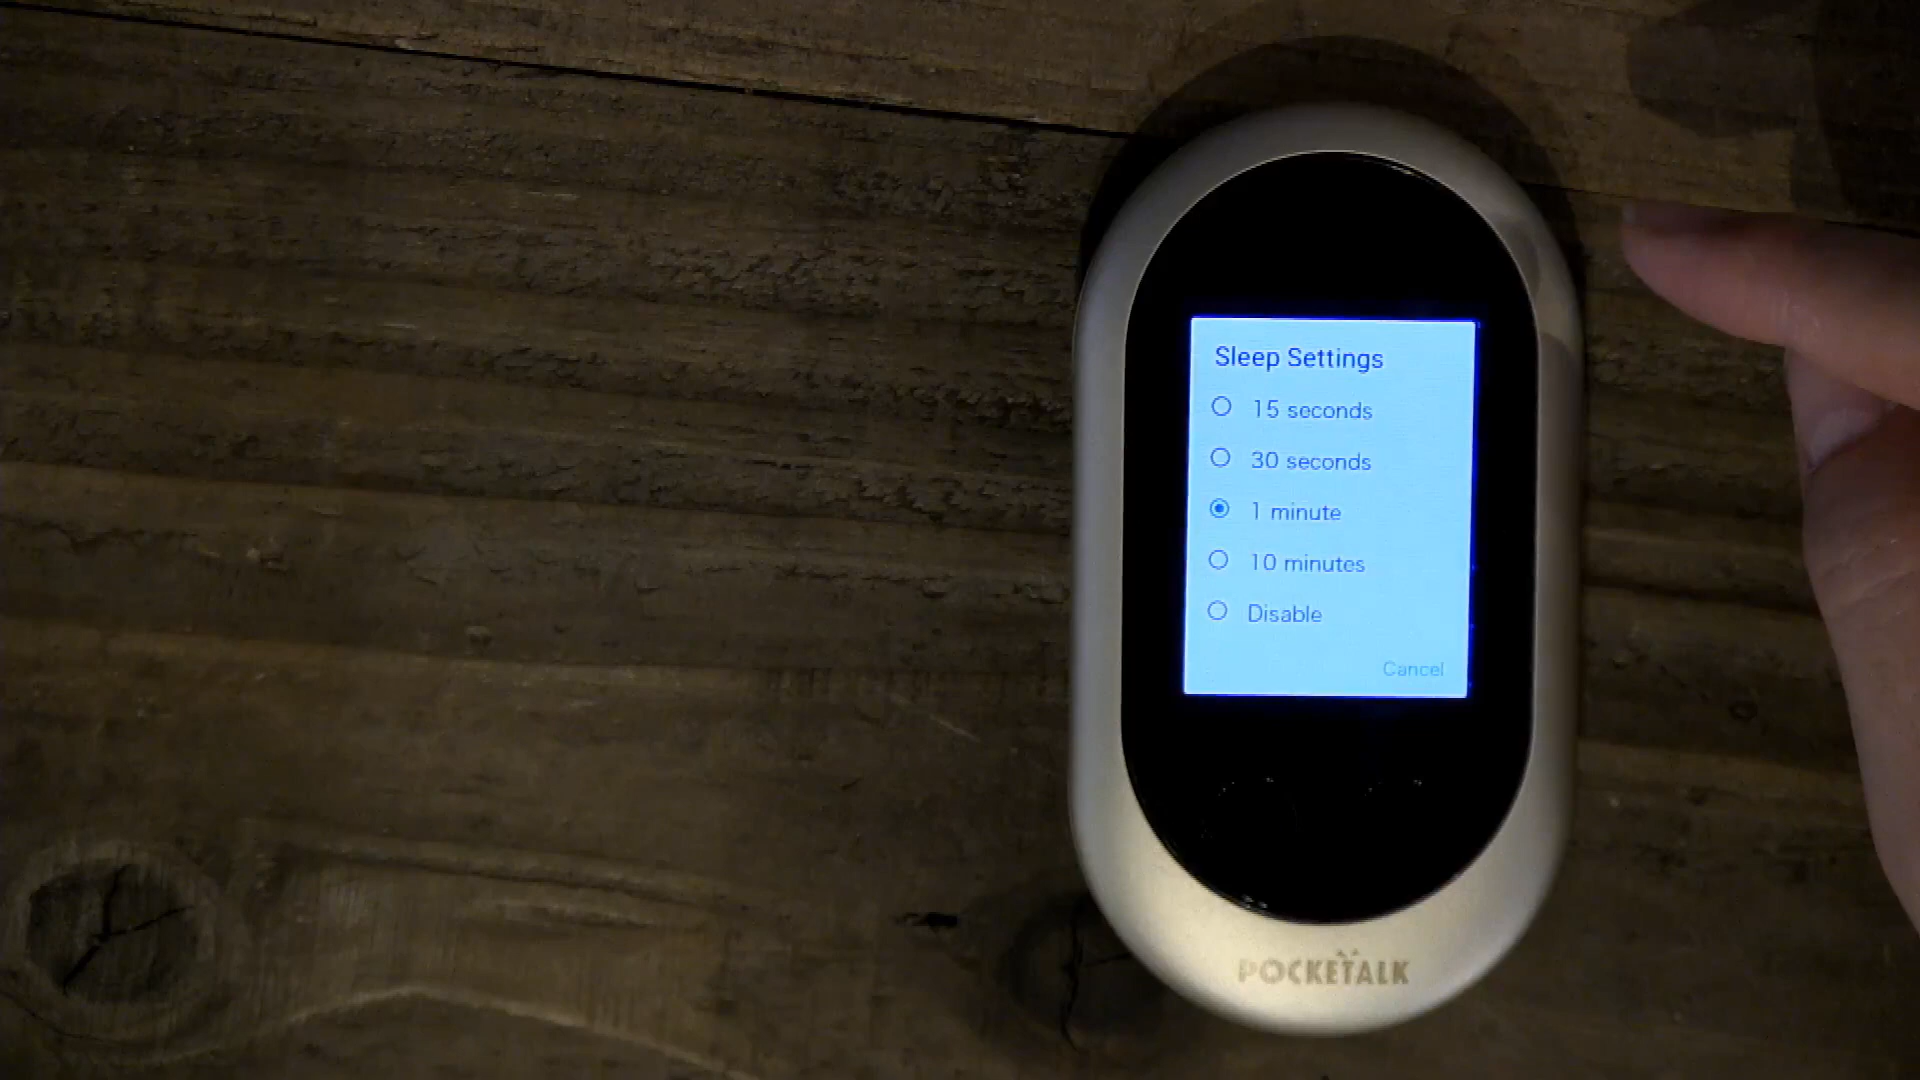 Sleep Settings
15 seconds
30 seconds
1 minute
10 minutes
Disable
Cancel
POCKETALK